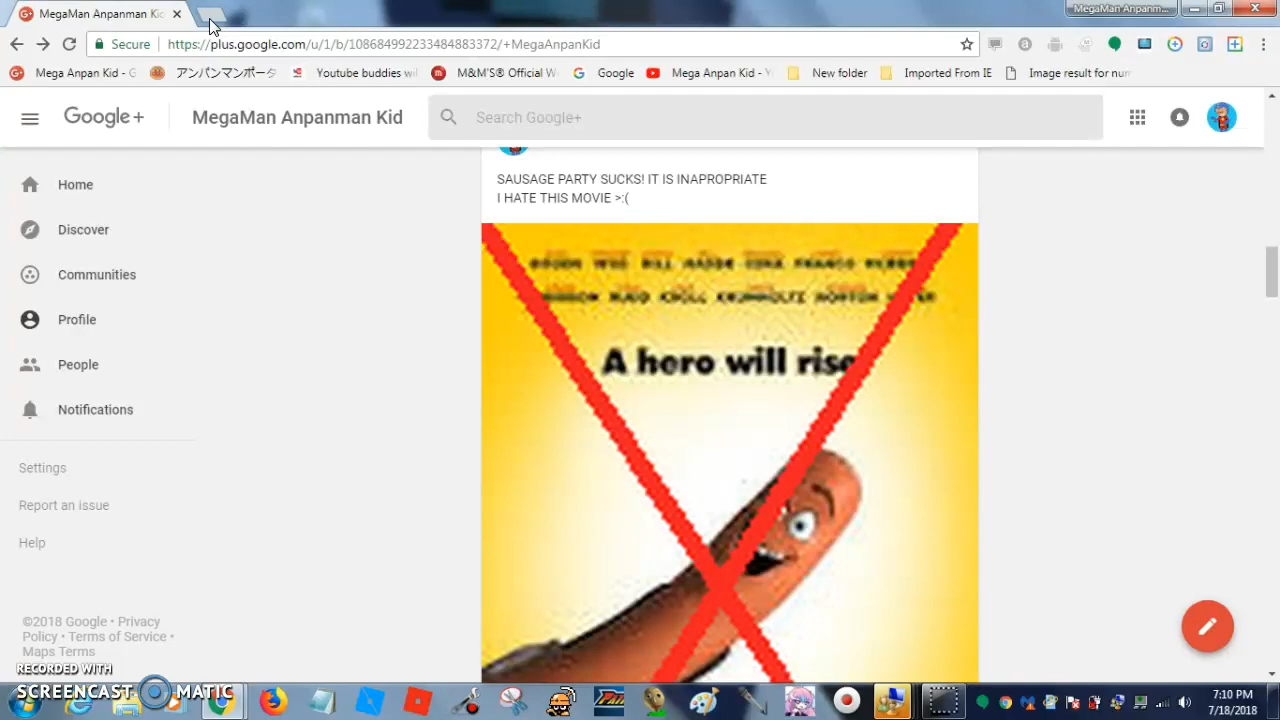 MegaMan Anpanman Ki
MegaMan Anpanm...
Secure
https://plus.google.com/u/1/b/108684992233484883372/+MegaAnpanKid
Mega Anpan Kid - G
アンパンマンポータ
Youtube buddies wi
M&M'S® Official W
Google
Mega Anpan Kid - Y
New folder
Imported From IE
Image result for nun
Google+
MegaMan Anpanman Kid
Search Google+
SAUSAGE PARTY SUCKS! IT IS INAPROPRIATE
I HATE THIS MOVIE >:(
Home
Discover
Communities
Profile
People
Notifications
Settings
Report an issue
Help
A hero will rise
©2018 Google • Privacy
Policy • Terms of Service •
Maps Terms
RECORDED WITH
SCREENCAST MATIC
7:10 PM
7/18/2018